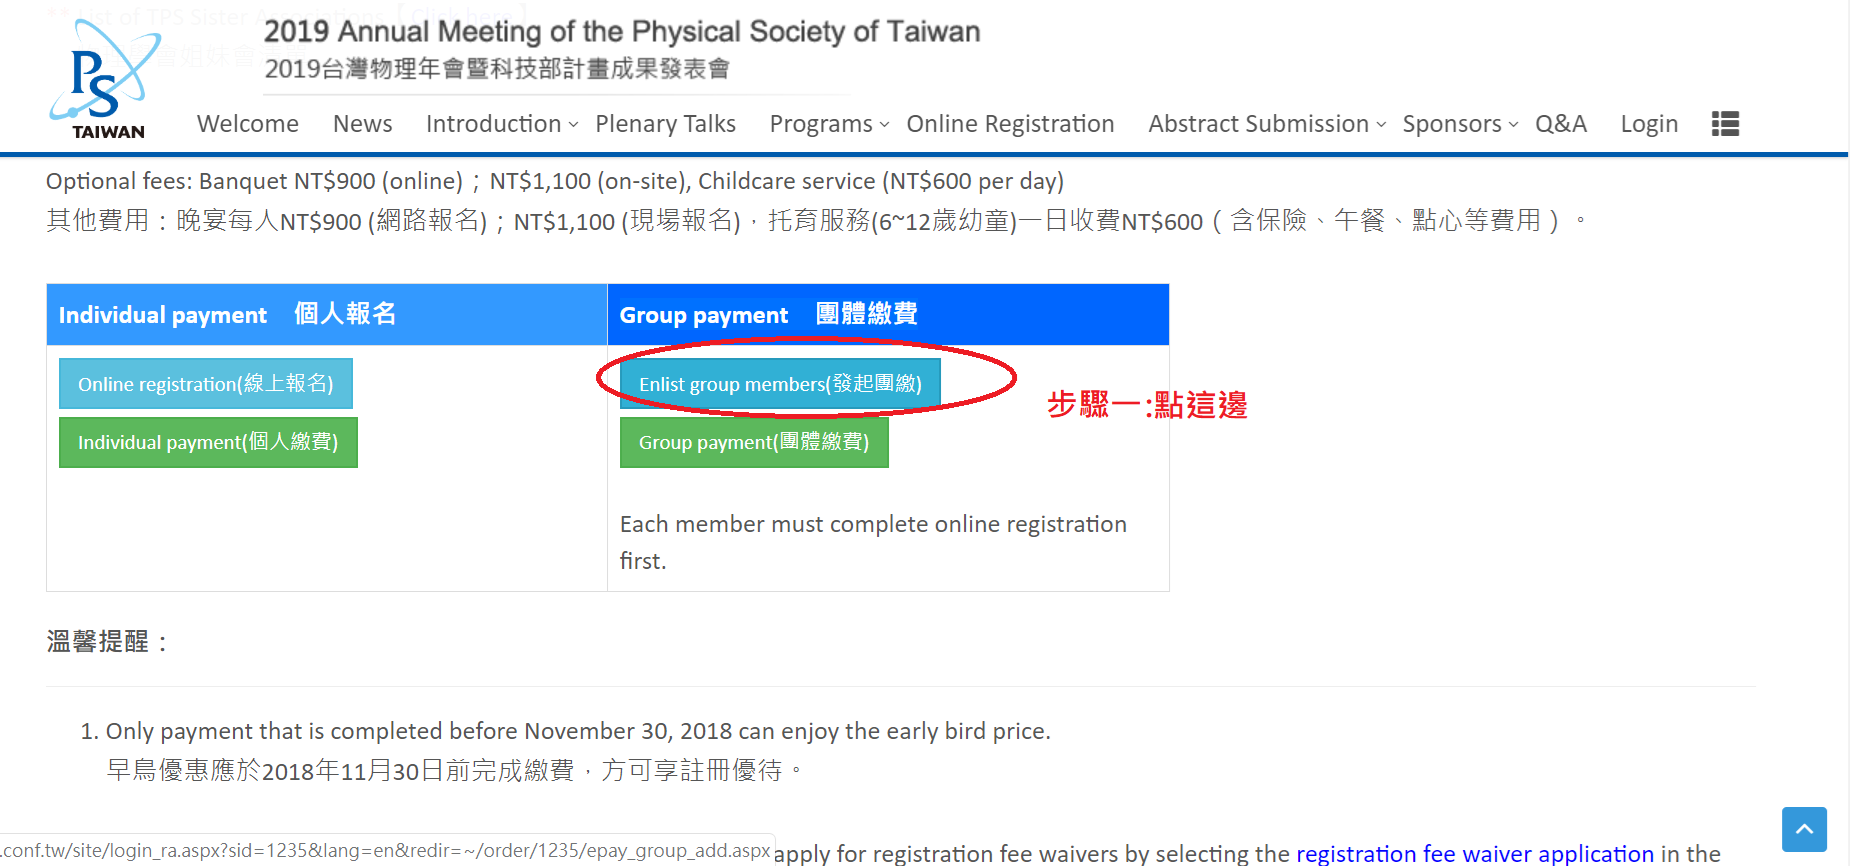 ** List of TPS Sister Associations【Click here】
2019 Annual Meeting of the Physical Society of Taiwan
2019台灣物理年會暨科技部計畫成果發表會
PS
TAIWAN
Welcome News Introduction Plenary Talks Programs Online Registration Abstract Submission Sponsors Q&A Login
Optional fees: Banquet NT$900 (online)；NT$1,100 (on-site), Childcare service (NT$600 per day)
其他費用：晚宴每人NT$900 (網路報名)；NT$1,100 (現場報名)，托育服務(6~12歲幼童)一日收費NT$600（含保險、午餐、點心等費用）。
Individual payment 個人報名
Group payment 團體繳費
Online registration(線上報名)
Enlist group members(發起團繳)
步驟一:點這邊
Individual payment(個人繳費)
Group payment(團體繳費)
Each member must complete online registration
first.
溫馨提醒：
1. Only payment that is completed before November 30, 2018 can enjoy the early bird price.
早鳥優惠應於2018年11月30日前完成繳費，方可享註冊優待。
.conf.tw/site/login_ra.aspx?sid=1235&lang=en&redir=~/order/1235/epay_group_add.aspx
apply for registration fee waivers by selecting the registration fee waiver application in the